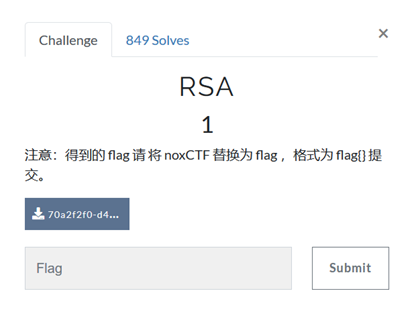 Challenge
849 Solves
×
RSA
1
注意：得到的 flag 请将 noxCTF 替换为 flag ，格式为 flag{} 提
交。
70a2f2f0-d4...
Flag
Submit